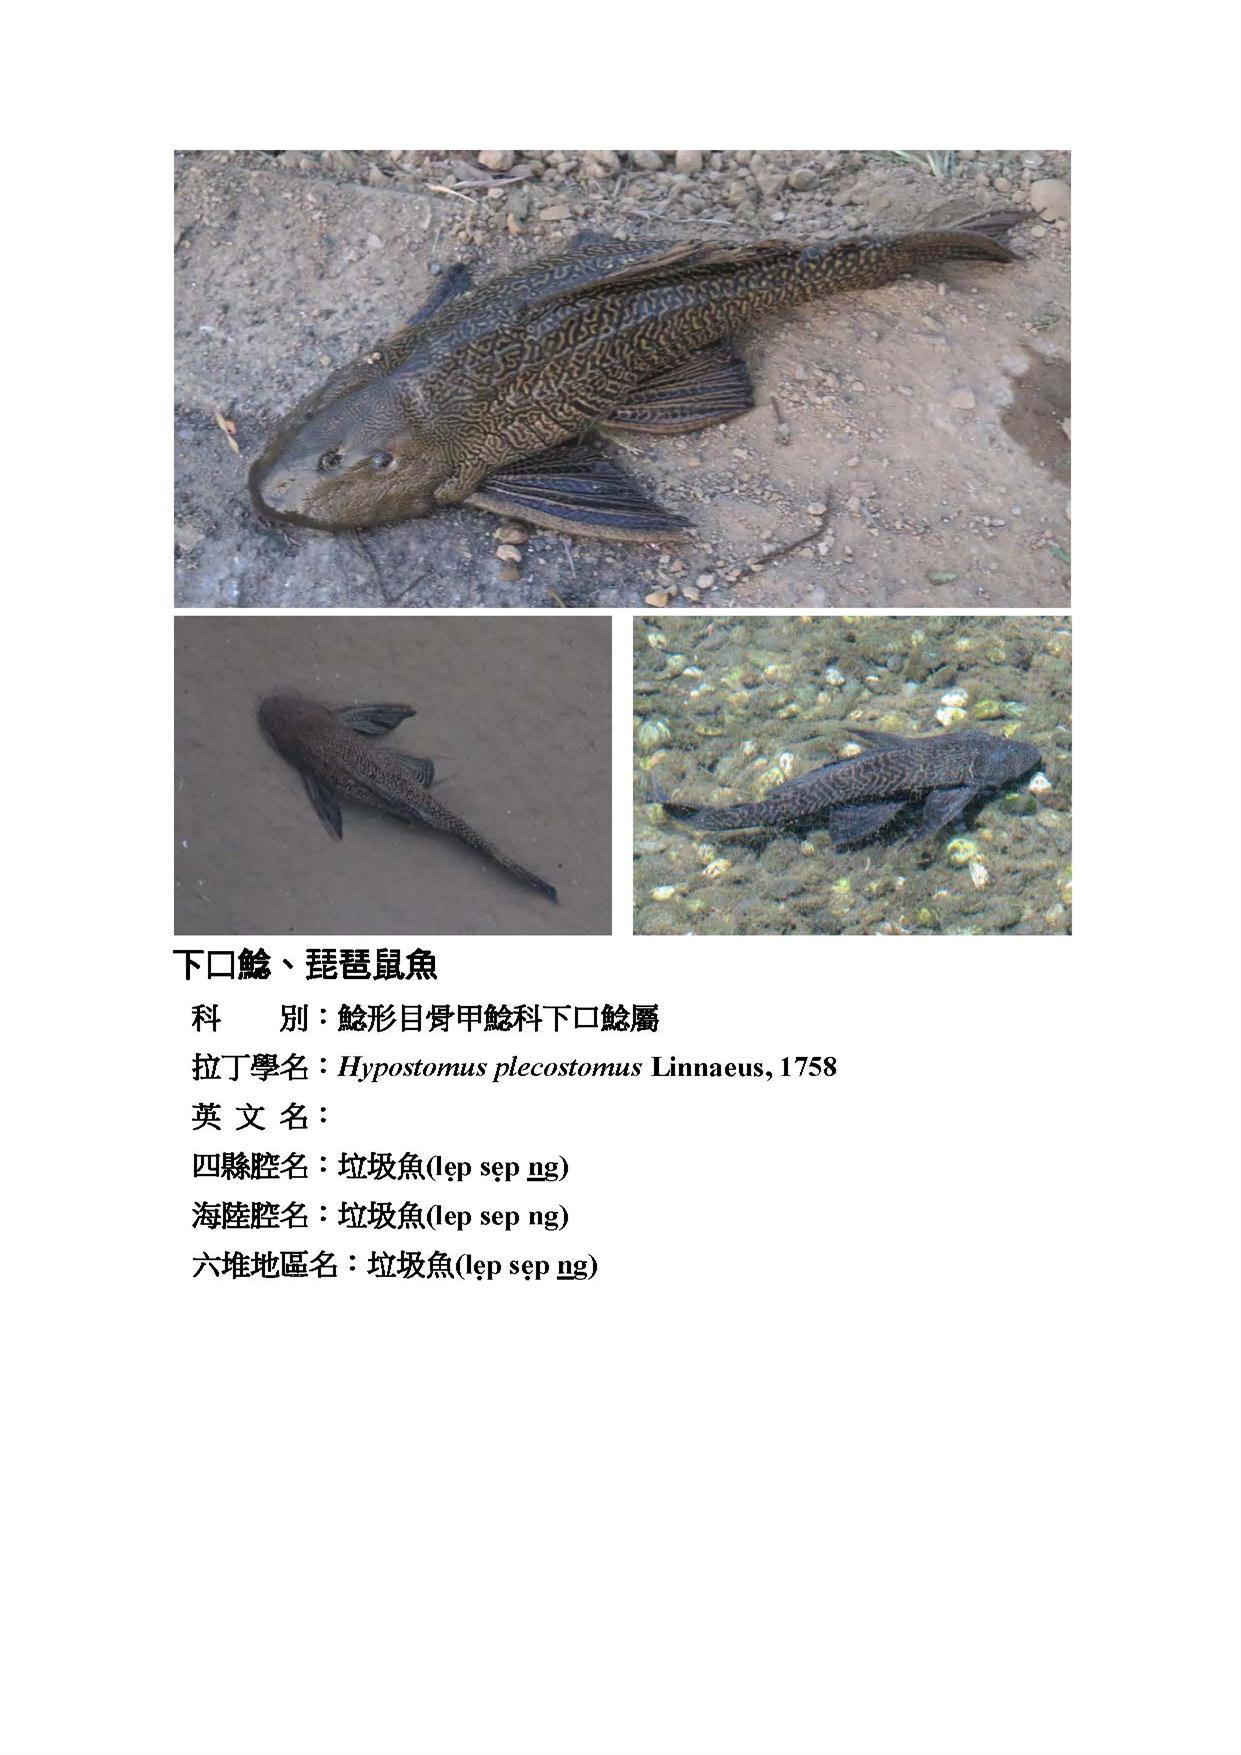 下口鯰、琵琶鼠魚
科　　別：鯰形目骨甲鯰科下口鯰屬
拉丁學名：Hypostomus plecostomus Linnaeus, 1758
英 文 名：
四縣腔名：垃圾魚(lẹp sẹp n̲g̲)
海陸腔名：垃圾魚(lep sep ng)
六堆地區名：垃圾魚(lẹp sẹp n̲g̲)